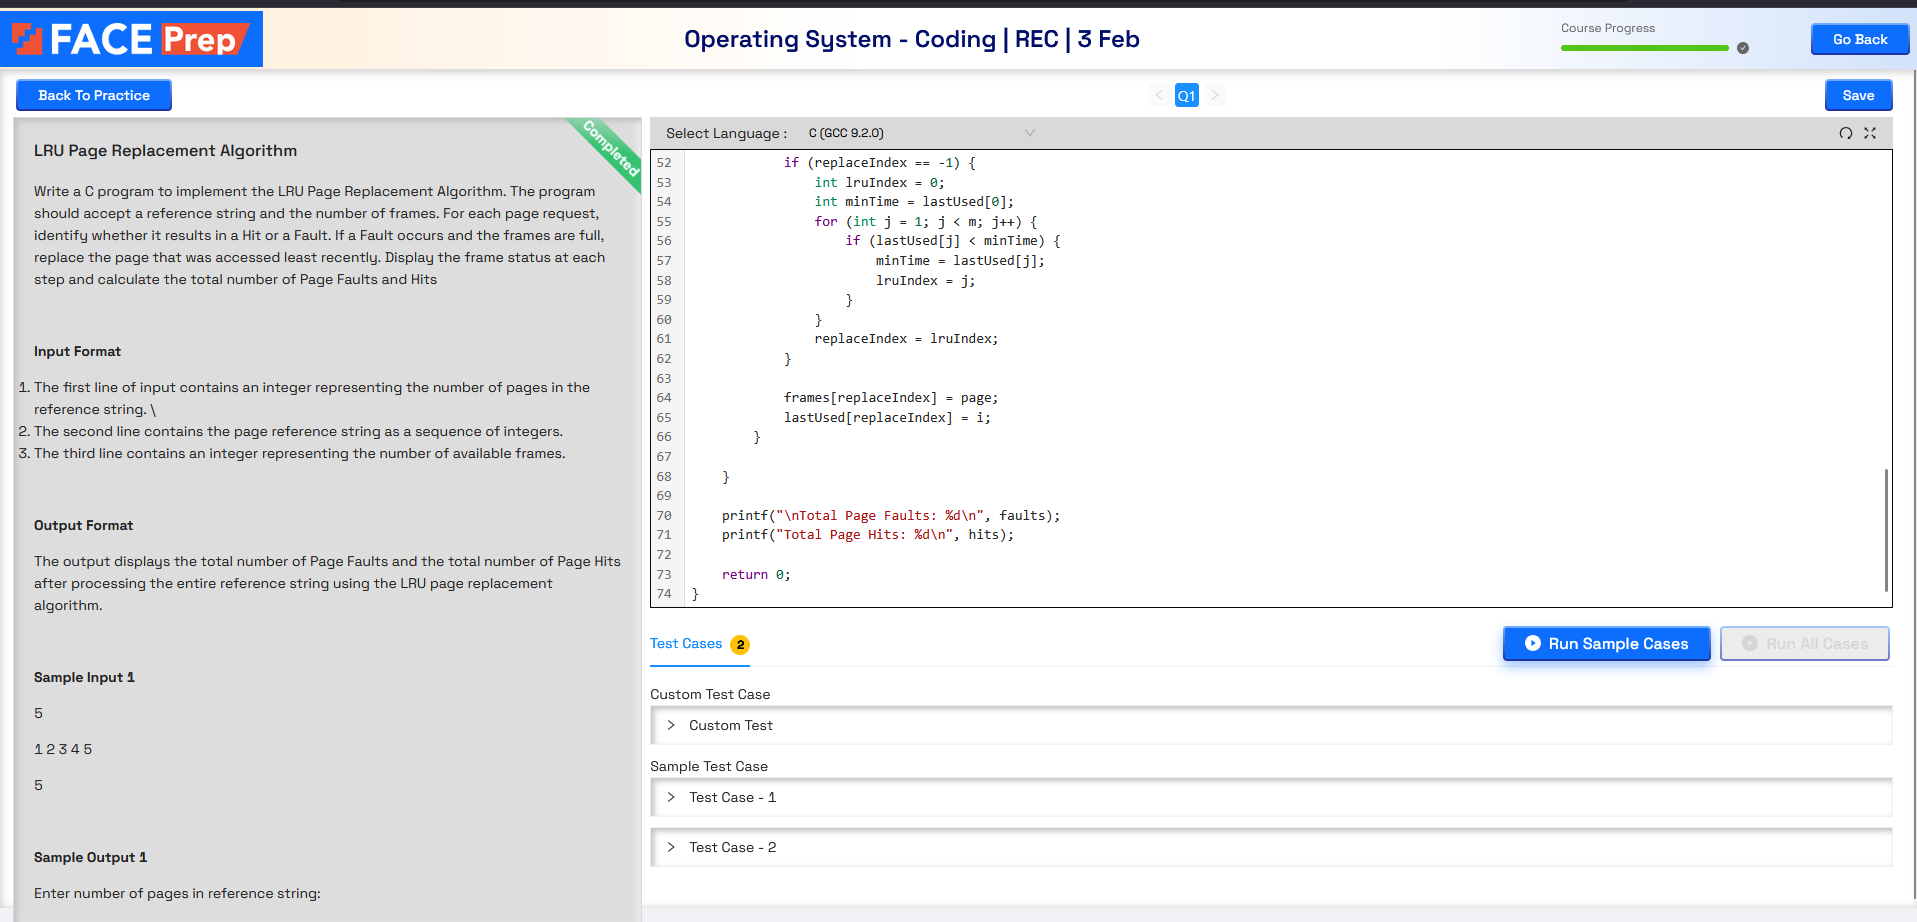 FACE Prep
Operating System - Coding | REC | 3 Feb
Course Progress
Go Back
Back To Practice
< Q1 >
Save
Completed
LRU Page Replacement Algorithm
Write a C program to implement the LRU Page Replacement Algorithm. The program
should accept a reference string and the number of frames. For each page request,
identify whether it results in a Hit or a Fault. If a Fault occurs and the frames are full,
replace the page that was accessed least recently. Display the frame status at each
step and calculate the total number of Page Faults and Hits
Input Format
1. The first line of input contains an integer representing the number of pages in the
reference string. \
2. The second line contains the page reference string as a sequence of integers.
3. The third line contains an integer representing the number of available frames.
Output Format
The output displays the total number of Page Faults and the total number of Page Hits
after processing the entire reference string using the LRU page replacement
algorithm.
Sample Input 1
5
1 2 3 4 5
5
Sample Output 1
Enter number of pages in reference string:
Select Language : C (GCC 9.2.0)
52 if (replaceIndex == -1) {
53 int lruIndex = 0;
54 int minTime = lastUsed[0];
55 for (int j = 1; j < m; j++) {
56 if (lastUsed[j] < minTime) {
57 minTime = lastUsed[j];
58 lruIndex = j;
59 }
60 }
61 replaceIndex = lruIndex;
62 }
63
64 frames[replaceIndex] = page;
65 lastUsed[replaceIndex] = i;
66 }
67
68 }
69
70 printf("\nTotal Page Faults: %d\n", faults);
71 printf("Total Page Hits: %d\n", hits);
72
73 return 0;
74 }
Test Cases 2
Run Sample Cases
Run All Cases
Custom Test Case
> Custom Test
Sample Test Case
> Test Case - 1
> Test Case - 2